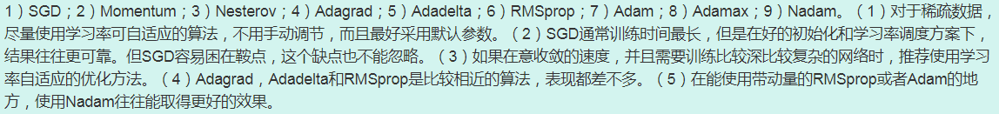 1）SGD；2）Momentum；3）Nesterov；4）Adagrad；5）Adadelta；6）RMSprop；7）Adam；8）Adamax；9）Nadam。（1）对于稀疏数据，
尽量使用学习率可自适应的算法，不用手动调节，而且最好采用默认参数。（2）SGD通常训练时间最长，但是在好的初始化和学习率调度方案下，
结果往往更可靠。但SGD容易困在鞍点，这个缺点也不能忽略。（3）如果在意收敛的速度，并且需要训练比较深比较复杂的网络时，推荐使用学习
率自适应的优化方法。（4）Adagrad，Adadelta和RMSprop是比较相近的算法，表现都差不多。（5）在能使用带动量的RMSprop或者Adam的地
方，使用Nadam往往能取得更好的效果。